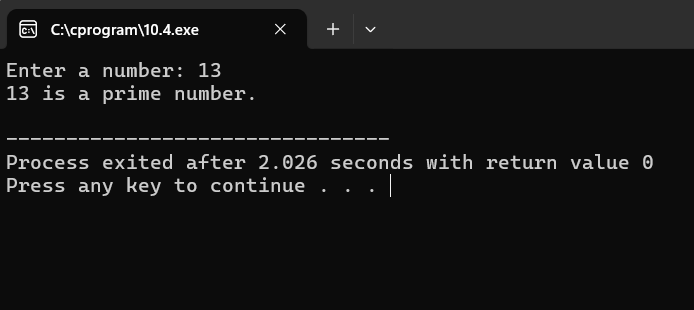 C:\cprogram\10.4.exe
Enter a number: 13
13 is a prime number.
--------------------------------
Process exited after 2.026 seconds with return value 0
Press any key to continue . . .